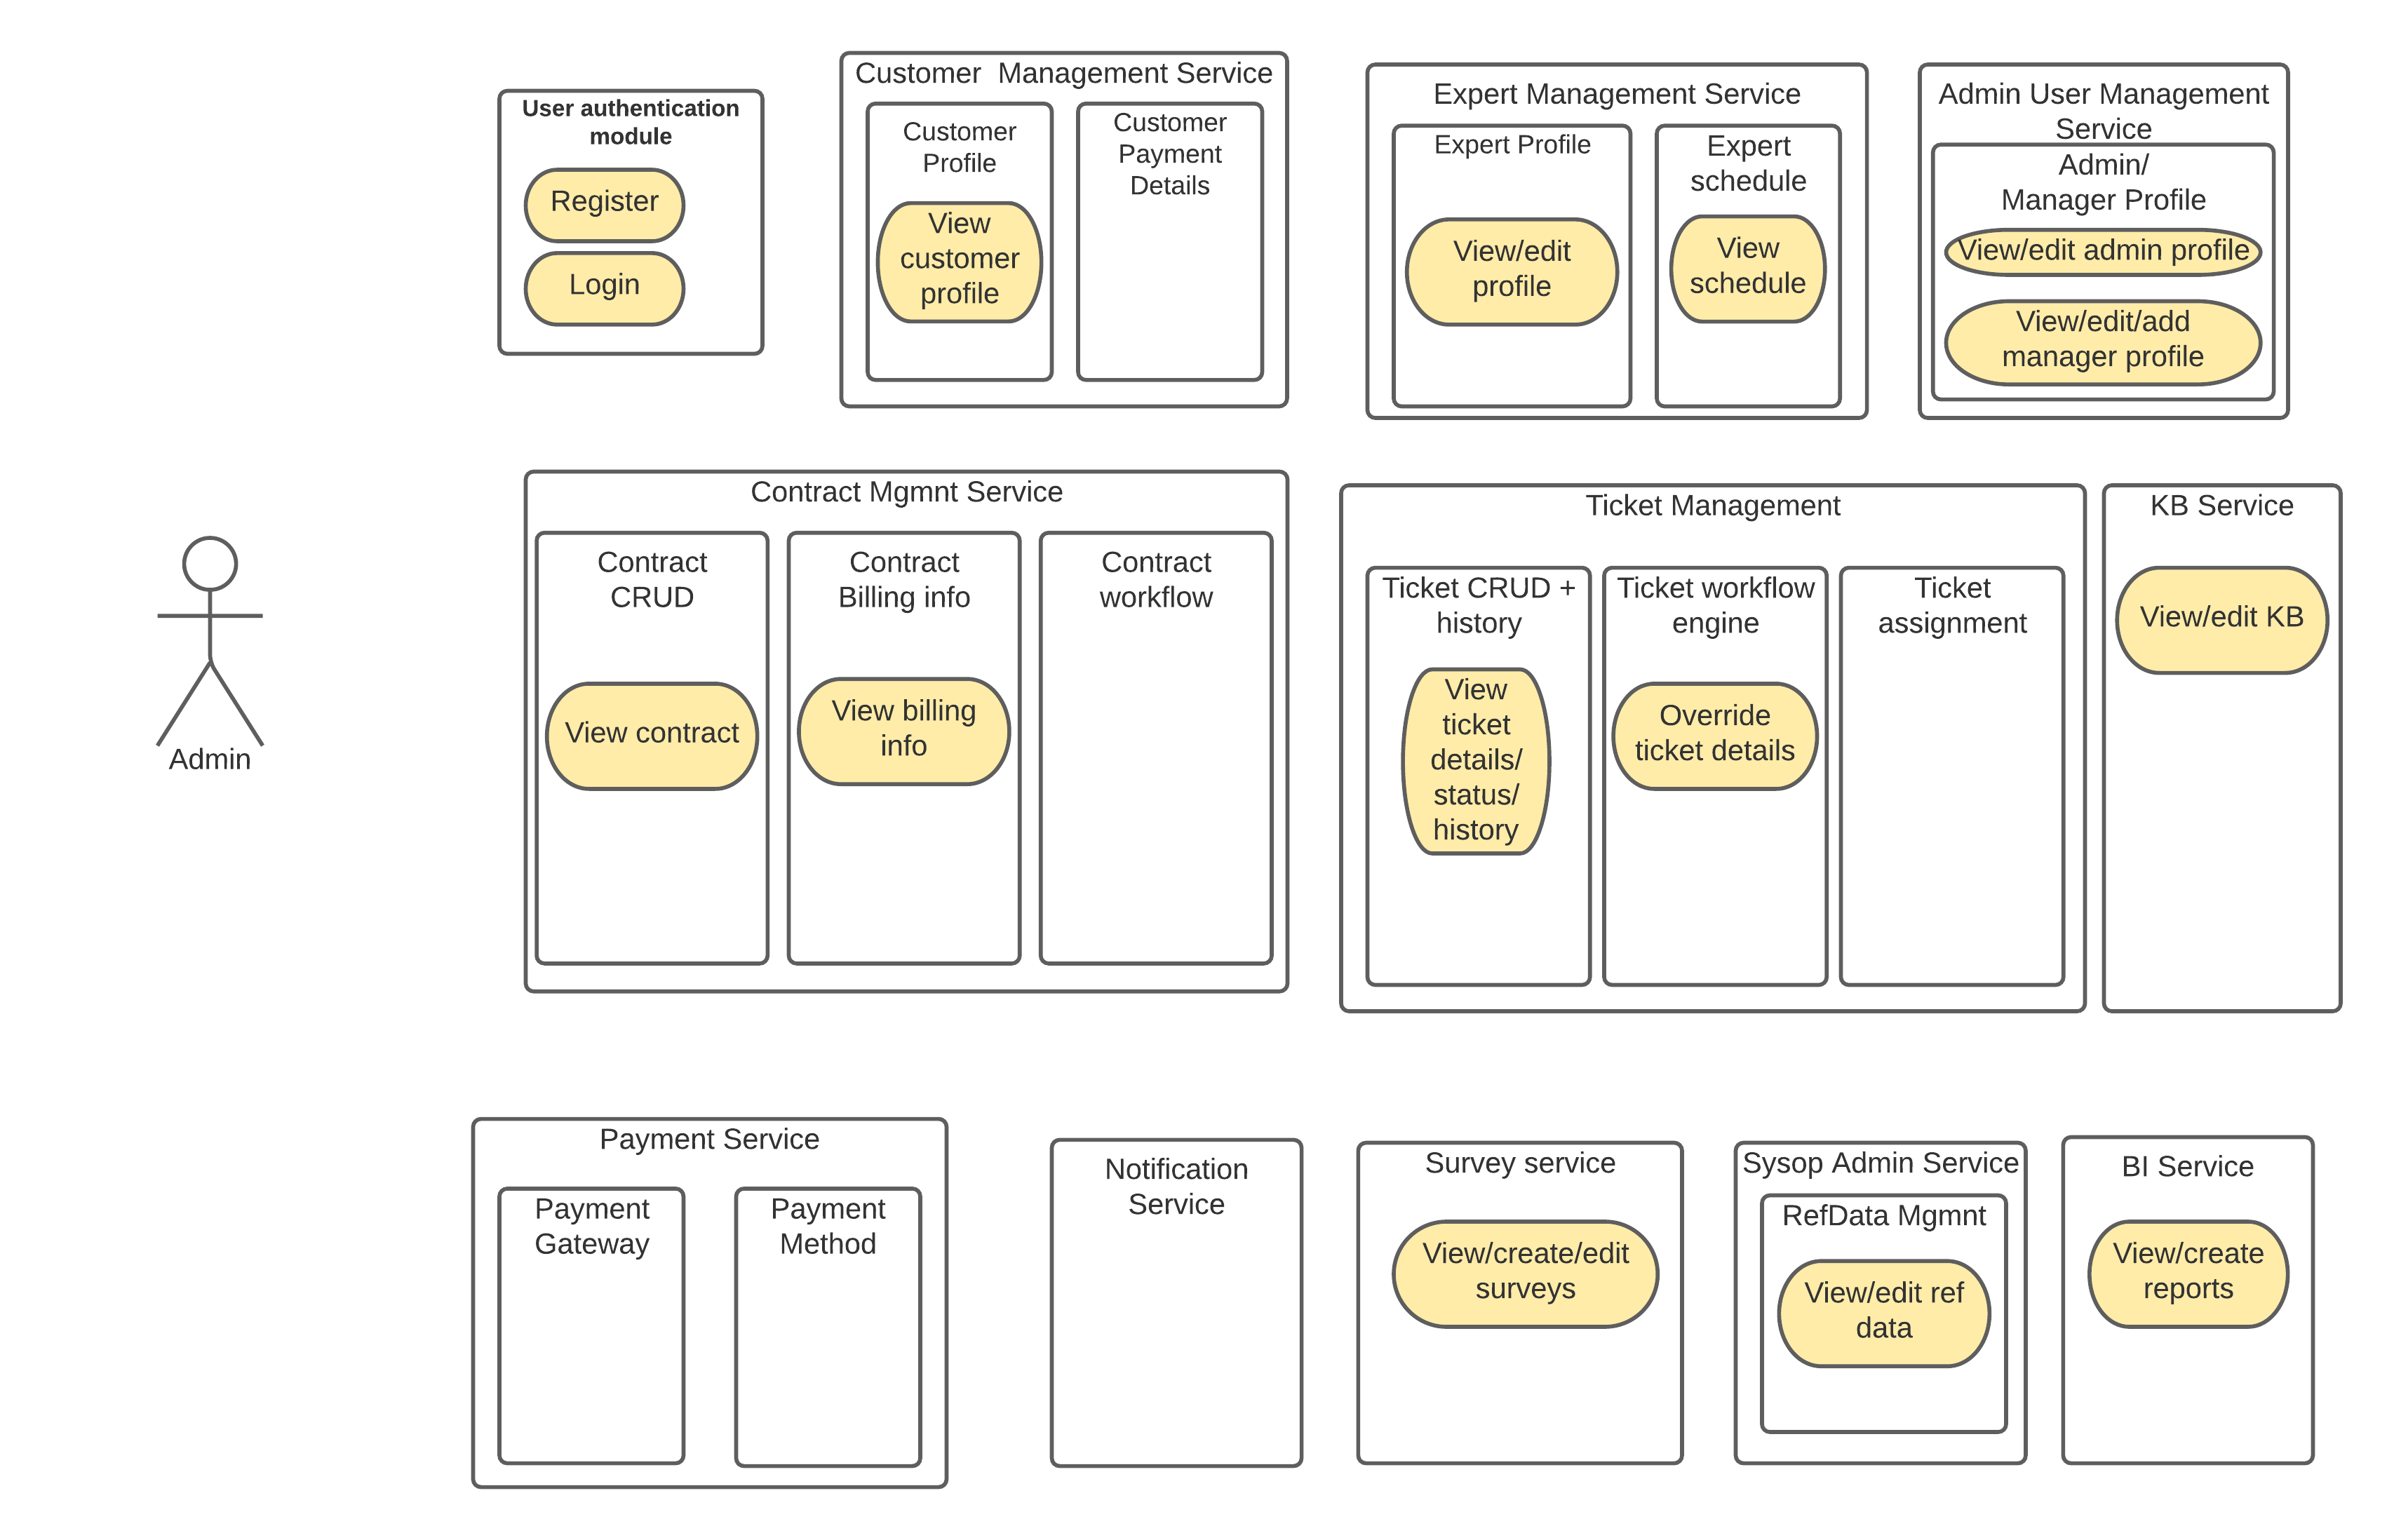 User authentication
module
Register
Login
Customer  Management Service
Customer
Profile
View
customer
profile
Customer
Payment
Details
Expert Management Service
Expert Profile
View/edit
profile
Expert
schedule
View
schedule
Admin User Management
Service
Admin/
Manager Profile
View/edit admin profile
View/edit/add
manager profile
Admin
Contract Mgmnt Service
Contract
CRUD
View contract
Contract
Billing info
View billing
info
Contract
workflow
Ticket Management
Ticket CRUD +
history
View
ticket
details/
status/
history
Ticket workflow
engine
Override
ticket details
Ticket
assignment
KB Service
View/edit KB
Payment Service
Payment
Gateway
Payment
Method
Notification
Service
Survey service
View/create/edit
surveys
Sysop Admin Service
RefData Mgmnt
View/edit ref
data
BI Service
View/create
reports